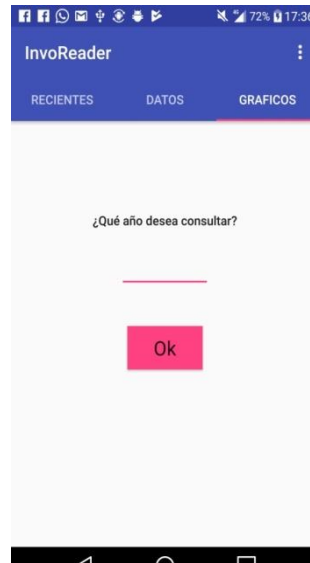 72% 17:36
InvoReader
RECIENTES DATOS GRAFICOS
¿Qué año desea consultar?
Ok